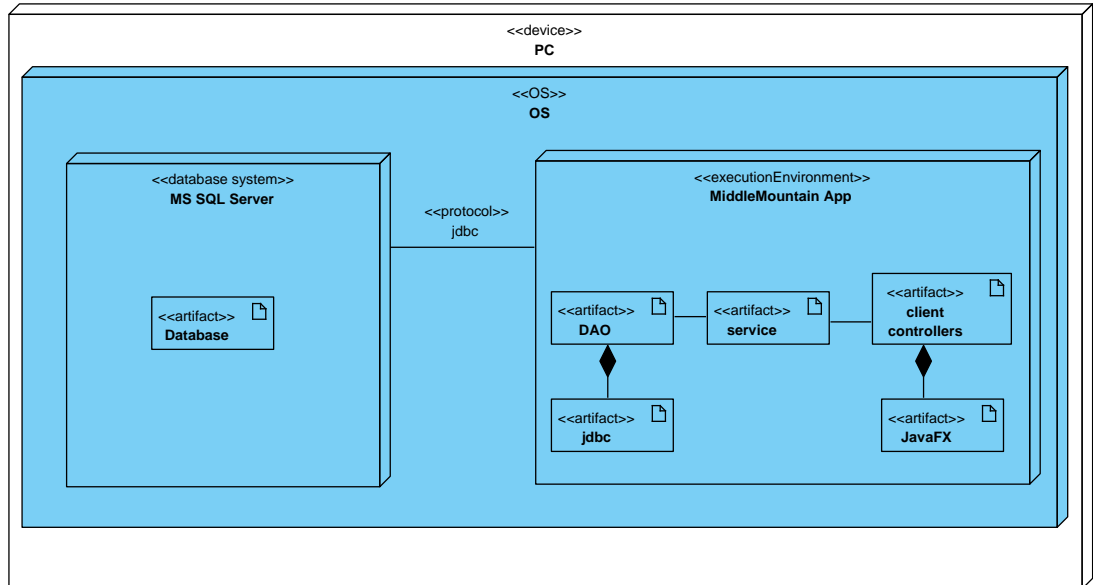 <<device>>
PC
<<OS>>
OS
<<database system>>
MS SQL Server
<<artifact>>
Database
<<protocol>>
jdbc
<<executionEnvironment>>
MiddleMountain App
<<artifact>>
DAO
<<artifact>>
service
<<artifact>>
client
controllers
<<artifact>>
jdbc
<<artifact>>
JavaFX